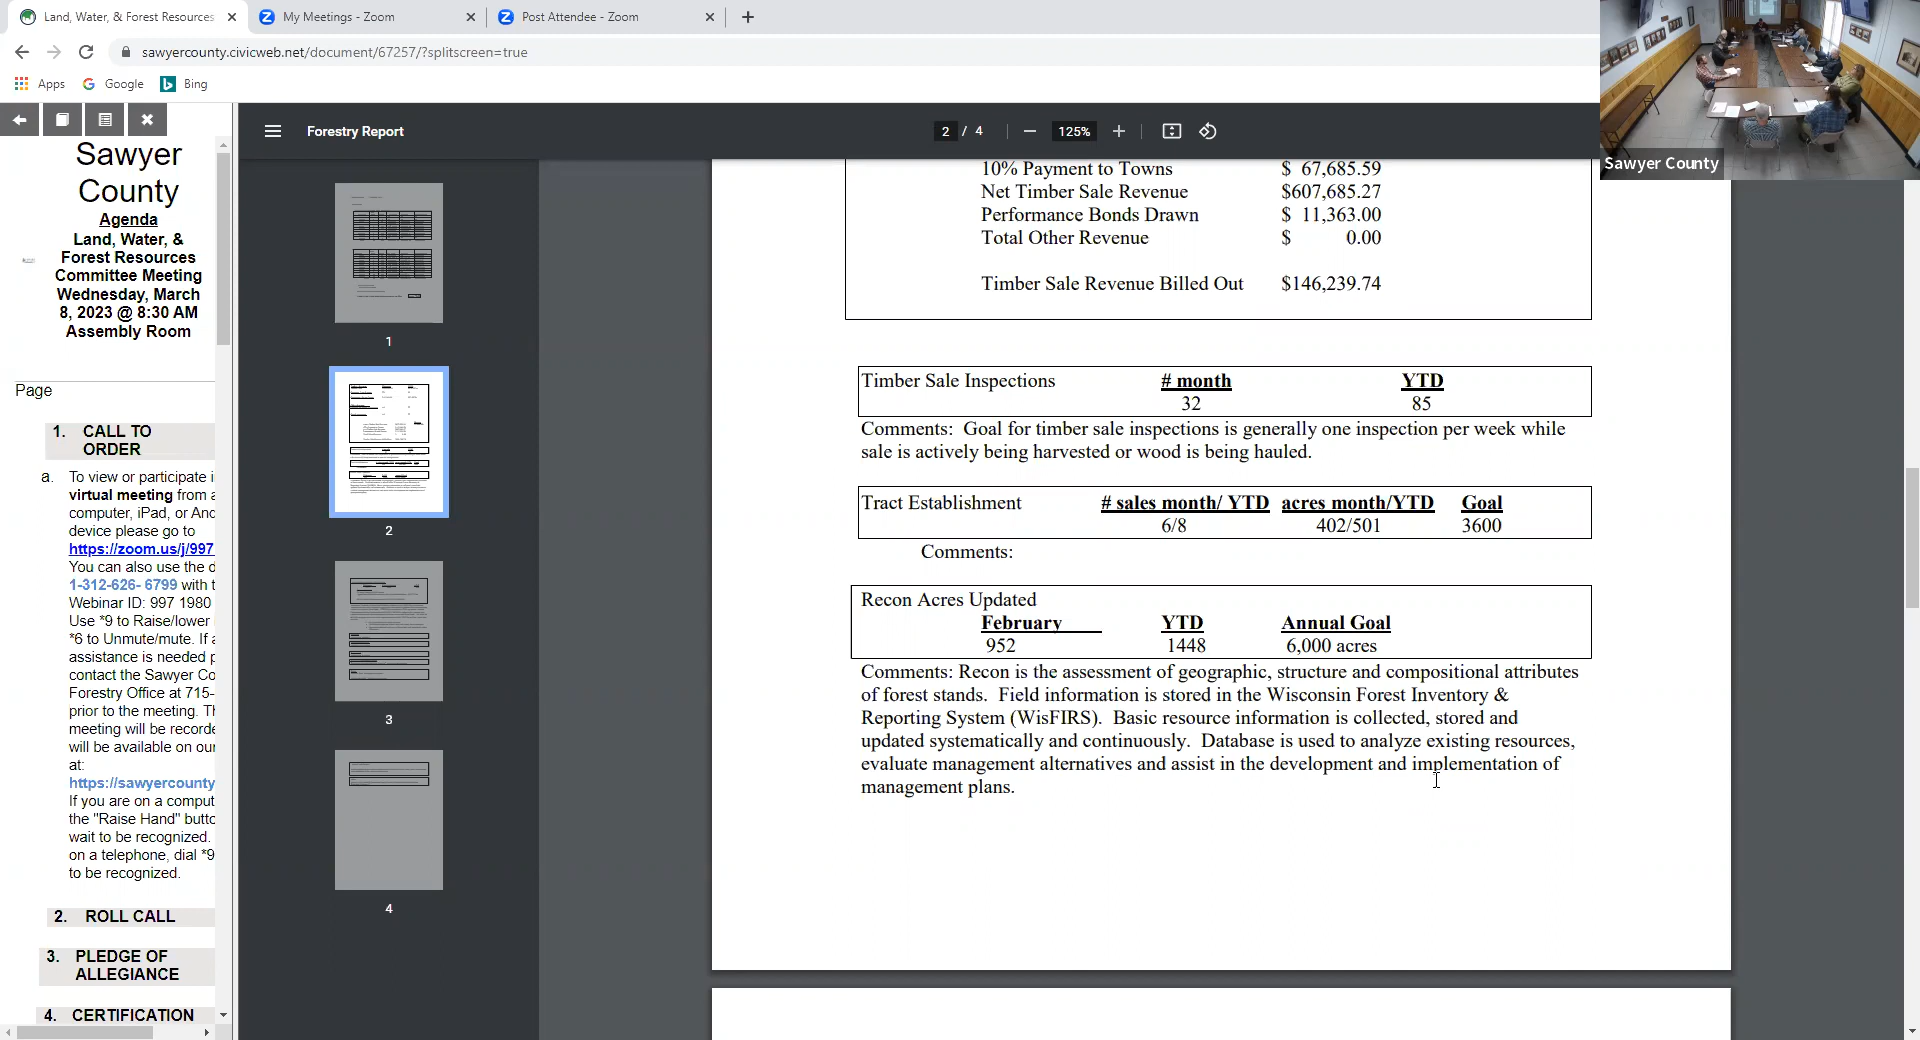 Land, Water, & Forest Resources
My Meetings - Zoom
Post Attendee - Zoom
sawyercounty.civicweb.net/document/67257/?splitscreen=true
Apps
Google
Bing
Sawyer
County
Agenda
Land, Water, &
Forest Resources
Committee Meeting
Wednesday, March
8, 2023 @ 8:30 AM
Assembly Room
Page
1. CALL TO
ORDER
a. To view or participate i
virtual meeting from a
computer, iPad, or And
device please go to
https://zoom.us/j/997
You can also use the d
1-312-626- 6799 with t
Webinar ID: 997 1980
Use *9 to Raise/lower
*6 to Unmute/mute. If a
assistance is needed p
contact the Sawyer Co
Forestry Office at 715-
prior to the meeting. Th
meeting will be recorde
will be available on our
at:
https://sawyercounty
If you are on a comput
the "Raise Hand" butto
wait to be recognized.
on a telephone, dial *9
to be recognized.
2. ROLL CALL
3. PLEDGE OF
ALLEGIANCE
4. CERTIFICATION
Forestry Report
2 / 4
125%
1
2
3
4
10% Payment to Towns $ 67,685.59
Net Timber Sale Revenue $607,685.27
Performance Bonds Drawn $ 11,363.00
Total Other Revenue $ 0.00
Timber Sale Revenue Billed Out $146,239.74
Timber Sale Inspections # month YTD
32 85
Comments: Goal for timber sale inspections is generally one inspection per week while
sale is actively being harvested or wood is being hauled.
Tract Establishment # sales month/ YTD acres month/YTD Goal
6/8 402/501 3600
Comments:
Recon Acres Updated
February YTD Annual Goal
952 1448 6,000 acres
Comments: Recon is the assessment of geographic, structure and compositional attributes
of forest stands. Field information is stored in the Wisconsin Forest Inventory &
Reporting System (WisFIRS). Basic resource information is collected, stored and
updated systematically and continuously. Database is used to analyze existing resources,
evaluate management alternatives and assist in the development and implementation of
management plans.
Sawyer County